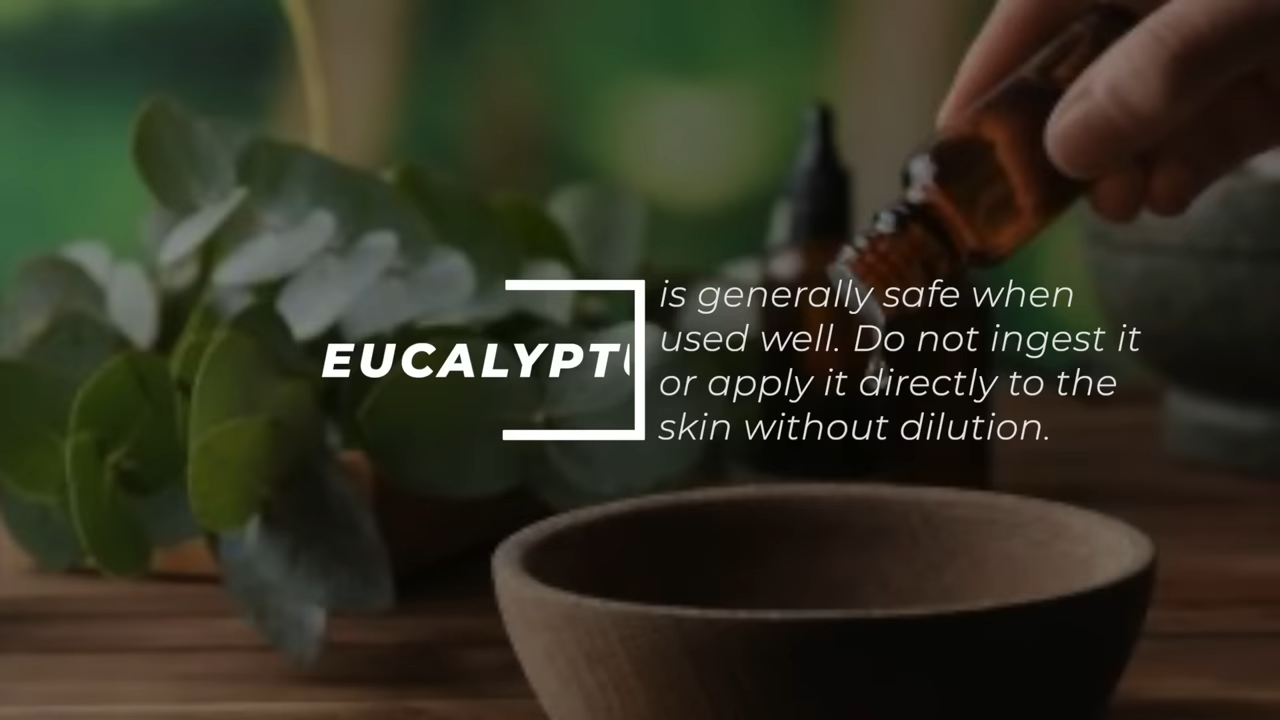 EUCALYPT
is generally safe when
used well. Do not ingest it
or apply it directly to the
skin without dilution.